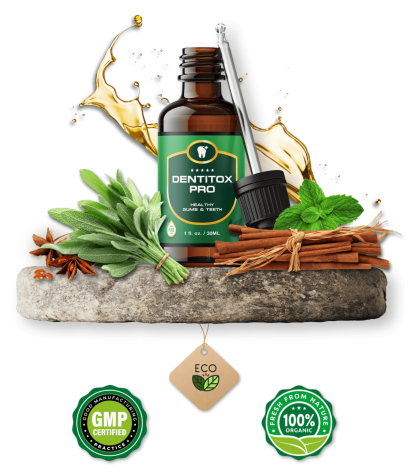 DENTITOX
PRO
HEALTHY
GUMS & TEETH
1 fl. oz. / 30ML
ECO
GOOD MANUFACTURING
GMP
CERTIFIED
PRACTICE
FRESH FROM NATURE
100%
ORGANIC